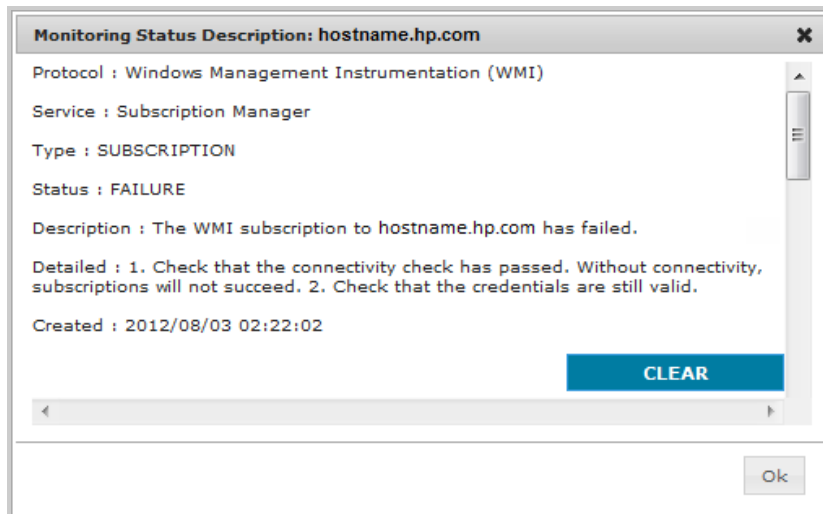 Monitoring Status Description: hostname.hp.com
Protocol : Windows Management Instrumentation (WMI)
Service : Subscription Manager
Type : SUBSCRIPTION
Status : FAILURE
Description : The WMI subscription to hostname.hp.com has failed.
Detailed : 1. Check that the connectivity check has passed. Without connectivity,
subscriptions will not succeed. 2. Check that the credentials are still valid.
Created : 2012/08/03 02:22:02
CLEAR
Ok